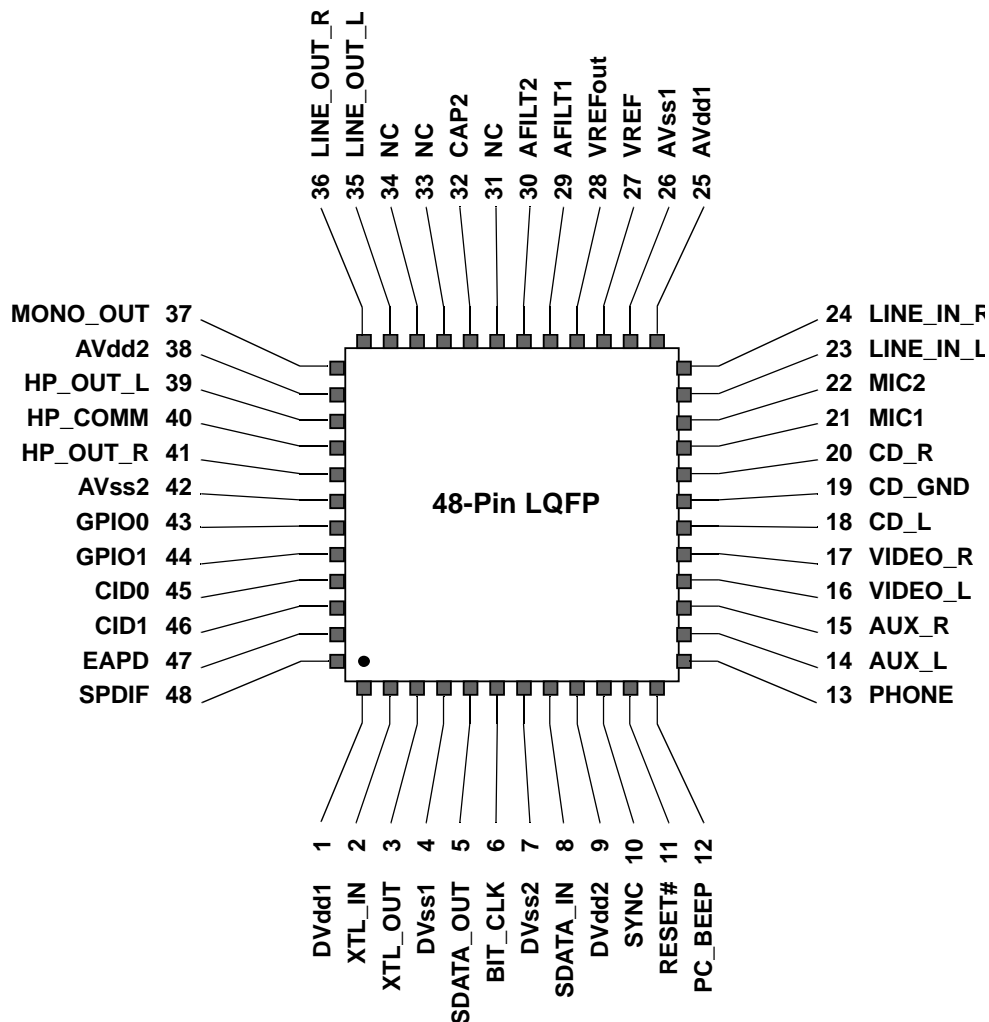 36 LINE_OUT_R
35 LINE_OUT_L
34 NC
33 NC
32 CAP2
31 NC
30 AFILT2
29 AFILT1
28 VREFout
27 VREF
26 AVss1
25 AVdd1
MONO_OUT 37
AVdd2 38
HP_OUT_L 39
HP_COMM 40
HP_OUT_R 41
AVss2 42
GPIO0 43
GPIO1 44
CID0 45
CID1 46
EAPD 47
SPDIF 48
48-Pin LQFP
24 LINE_IN_R
23 LINE_IN_L
22 MIC2
21 MIC1
20 CD_R
19 CD_GND
18 CD_L
17 VIDEO_R
16 VIDEO_L
15 AUX_R
14 AUX_L
13 PHONE
DVdd1 1
XTL_IN 2
XTL_OUT 3
DVss1 4
SDATA_OUT 5
BIT_CLK 6
DVss2 7
SDATA_IN 8
DVdd2 9
SYNC 10
RESET# 11
PC_BEEP 12